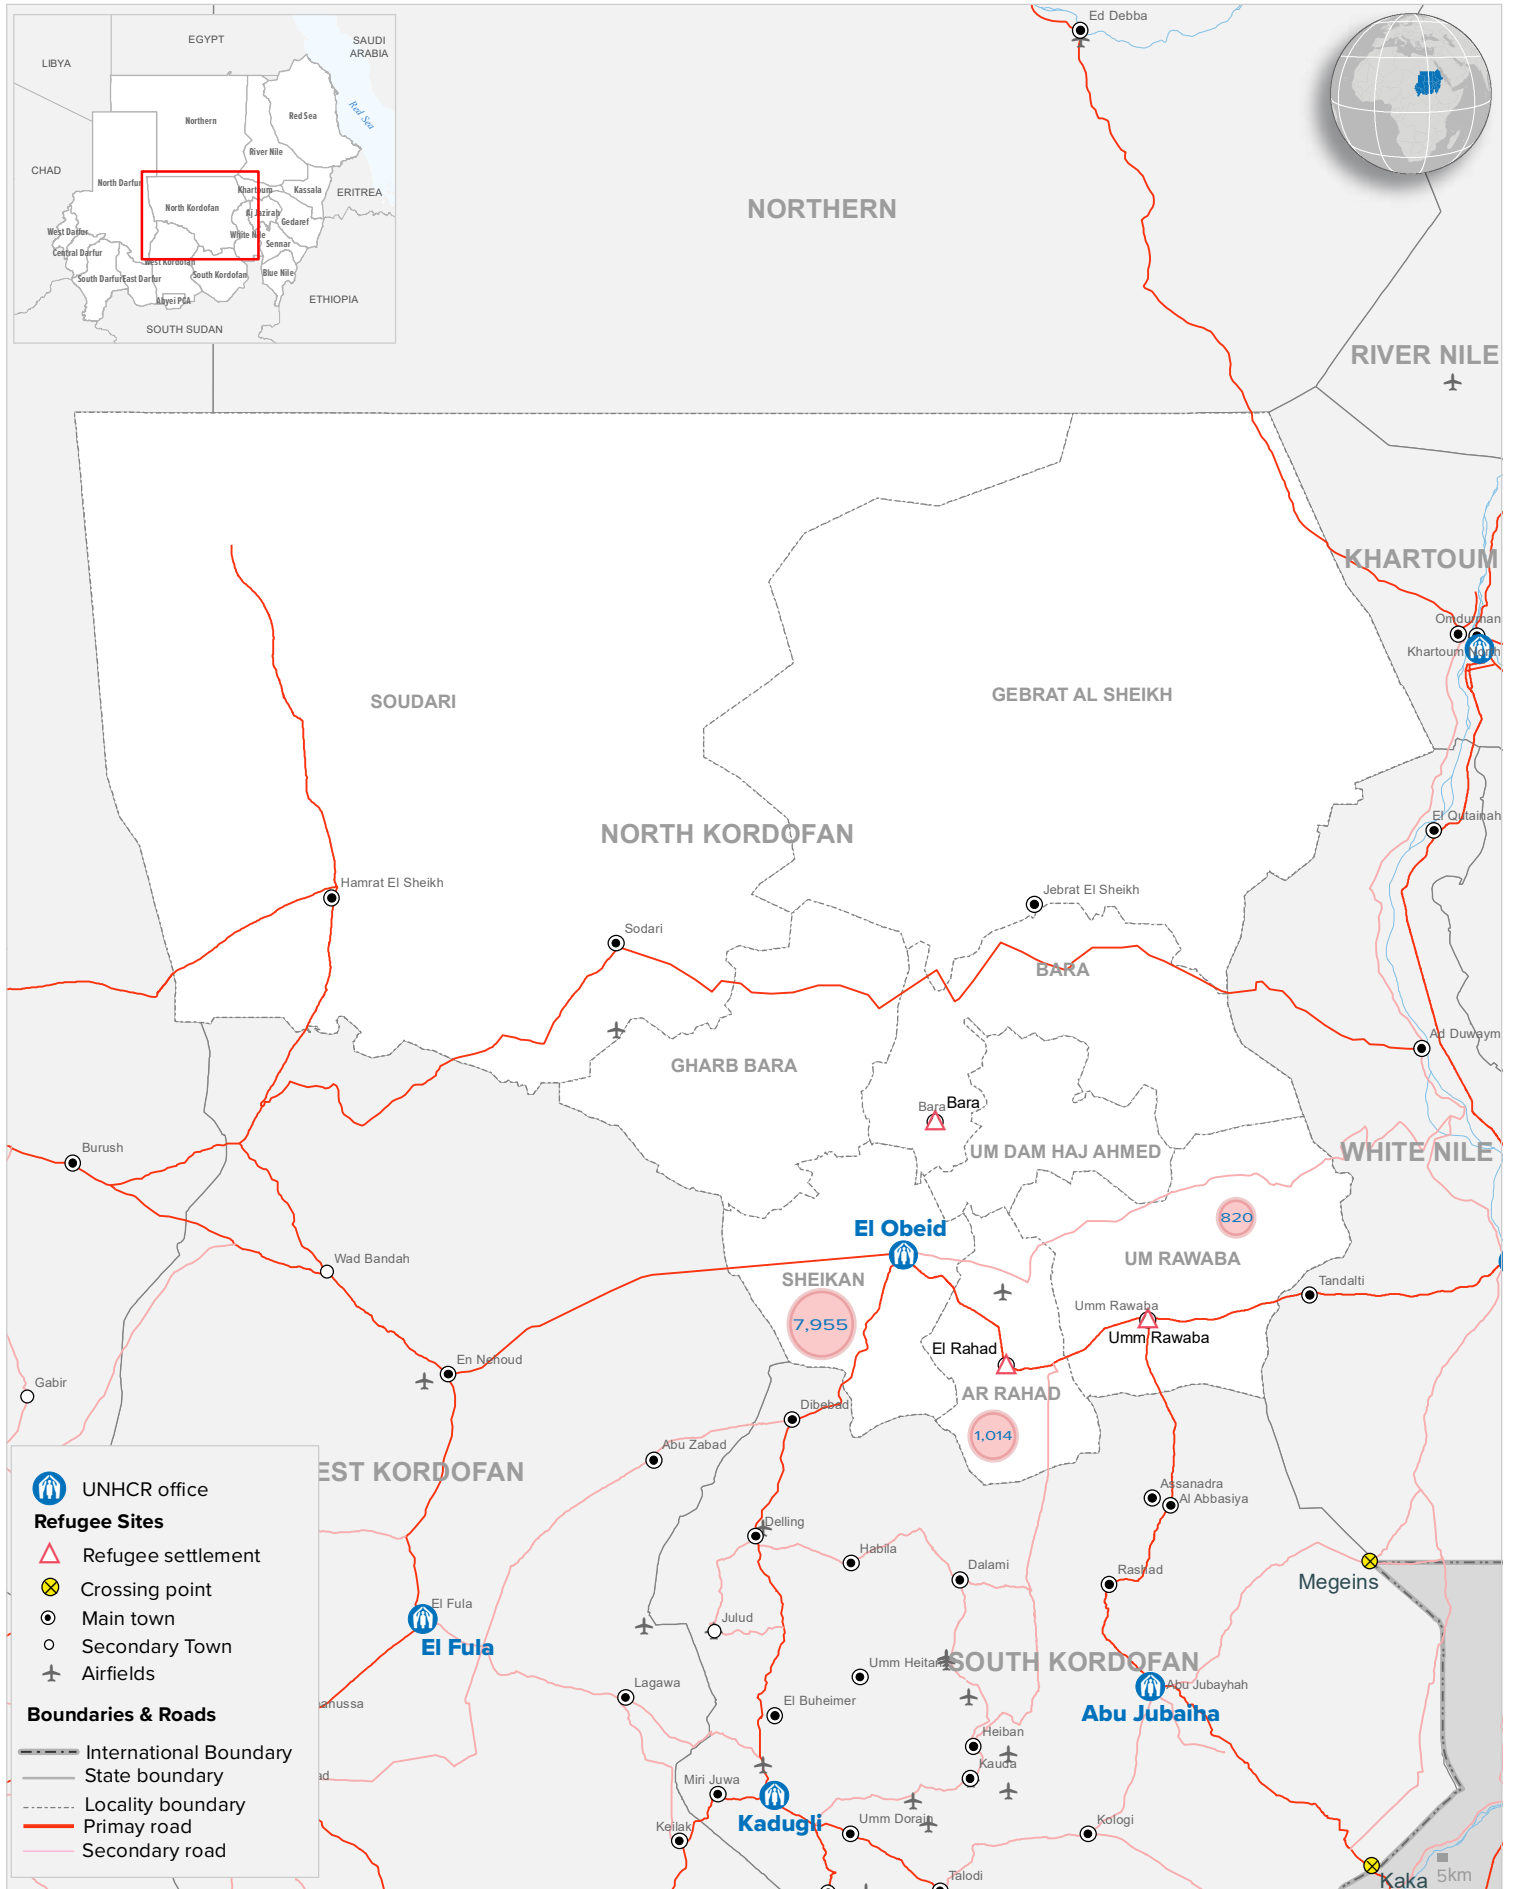 EGYPT
SAUDI
ARABIA
LIBYA
Red Sea
Northern
Red Sea
River Nile
CHAD
North Darfur
Khartoum
Kassala
ERITREA
North Kordofan
Aj Jazirah
Gedaref
West Darfur
White Nile
Sennar
Central Darfur
West Kordofan
South Darfur
East Darfur
South Kordofan
Blue Nile
Abyei PCA
ETHIOPIA
SOUTH SUDAN
Ed Debba
NORTHERN
RIVER NILE
KHARTOUM
Omdurman
Khartoum North
SOUDARI
GEBRAT AL SHEIKH
El Qutainah
NORTH KORDOFAN
Hamrat El Sheikh
Jebrat El Sheikh
Sodari
BARA
Ad Duwaym
GHARB BARA
Bara
Bara
Burush
UM DAM HAJ AHMED
WHITE NILE
820
El Obeid
Wad Bandah
UM RAWABA
SHEIKAN
Tandalti
7,955
Umm Rawaba
Umm Rawaba
El Rahad
En Nehoud
Gabir
AR RAHAD
Dibebad
1,014
Abu Zabad
EST KORDOFAN
Assanadra
Al Abbasiya
Delling
Habila
Dalami
Rashad
Megeins
El Fula
El Fula
Julud
Umm Heitan
SOUTH KORDOFAN
Lagawa
Abu Jubayhah
Abu Jubaiha
El Buheimer
anussa
Heiban
Kauda
ad
Miri Juwa
Kadugli
Umm Dorain
Keilak
Kologi
Talodi
Kaka
5km
UNHCR office
Refugee Sites
Refugee settlement
Crossing point
Main town
Secondary Town
Airfields
Boundaries & Roads
International Boundary
State boundary
Locality boundary
Primay road
Secondary road